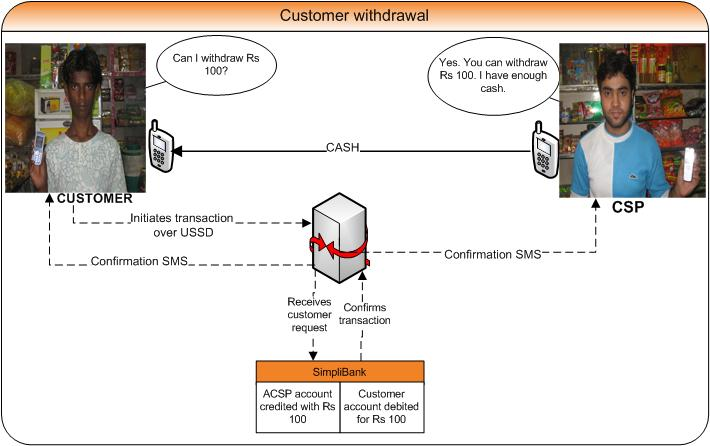 Customer withdrawal
Can I withdraw Rs
100?
Yes. You can withdraw
Rs 100. I have enough
cash.
CASH
CUSTOMER
CSP
Initiates transaction
over USSD
Confirmation SMS
Confirmation SMS
Receives
customer
request
Confirms
transaction
SimpliBank
ACSP account
credited with Rs
100
Customer
account debited
for Rs 100